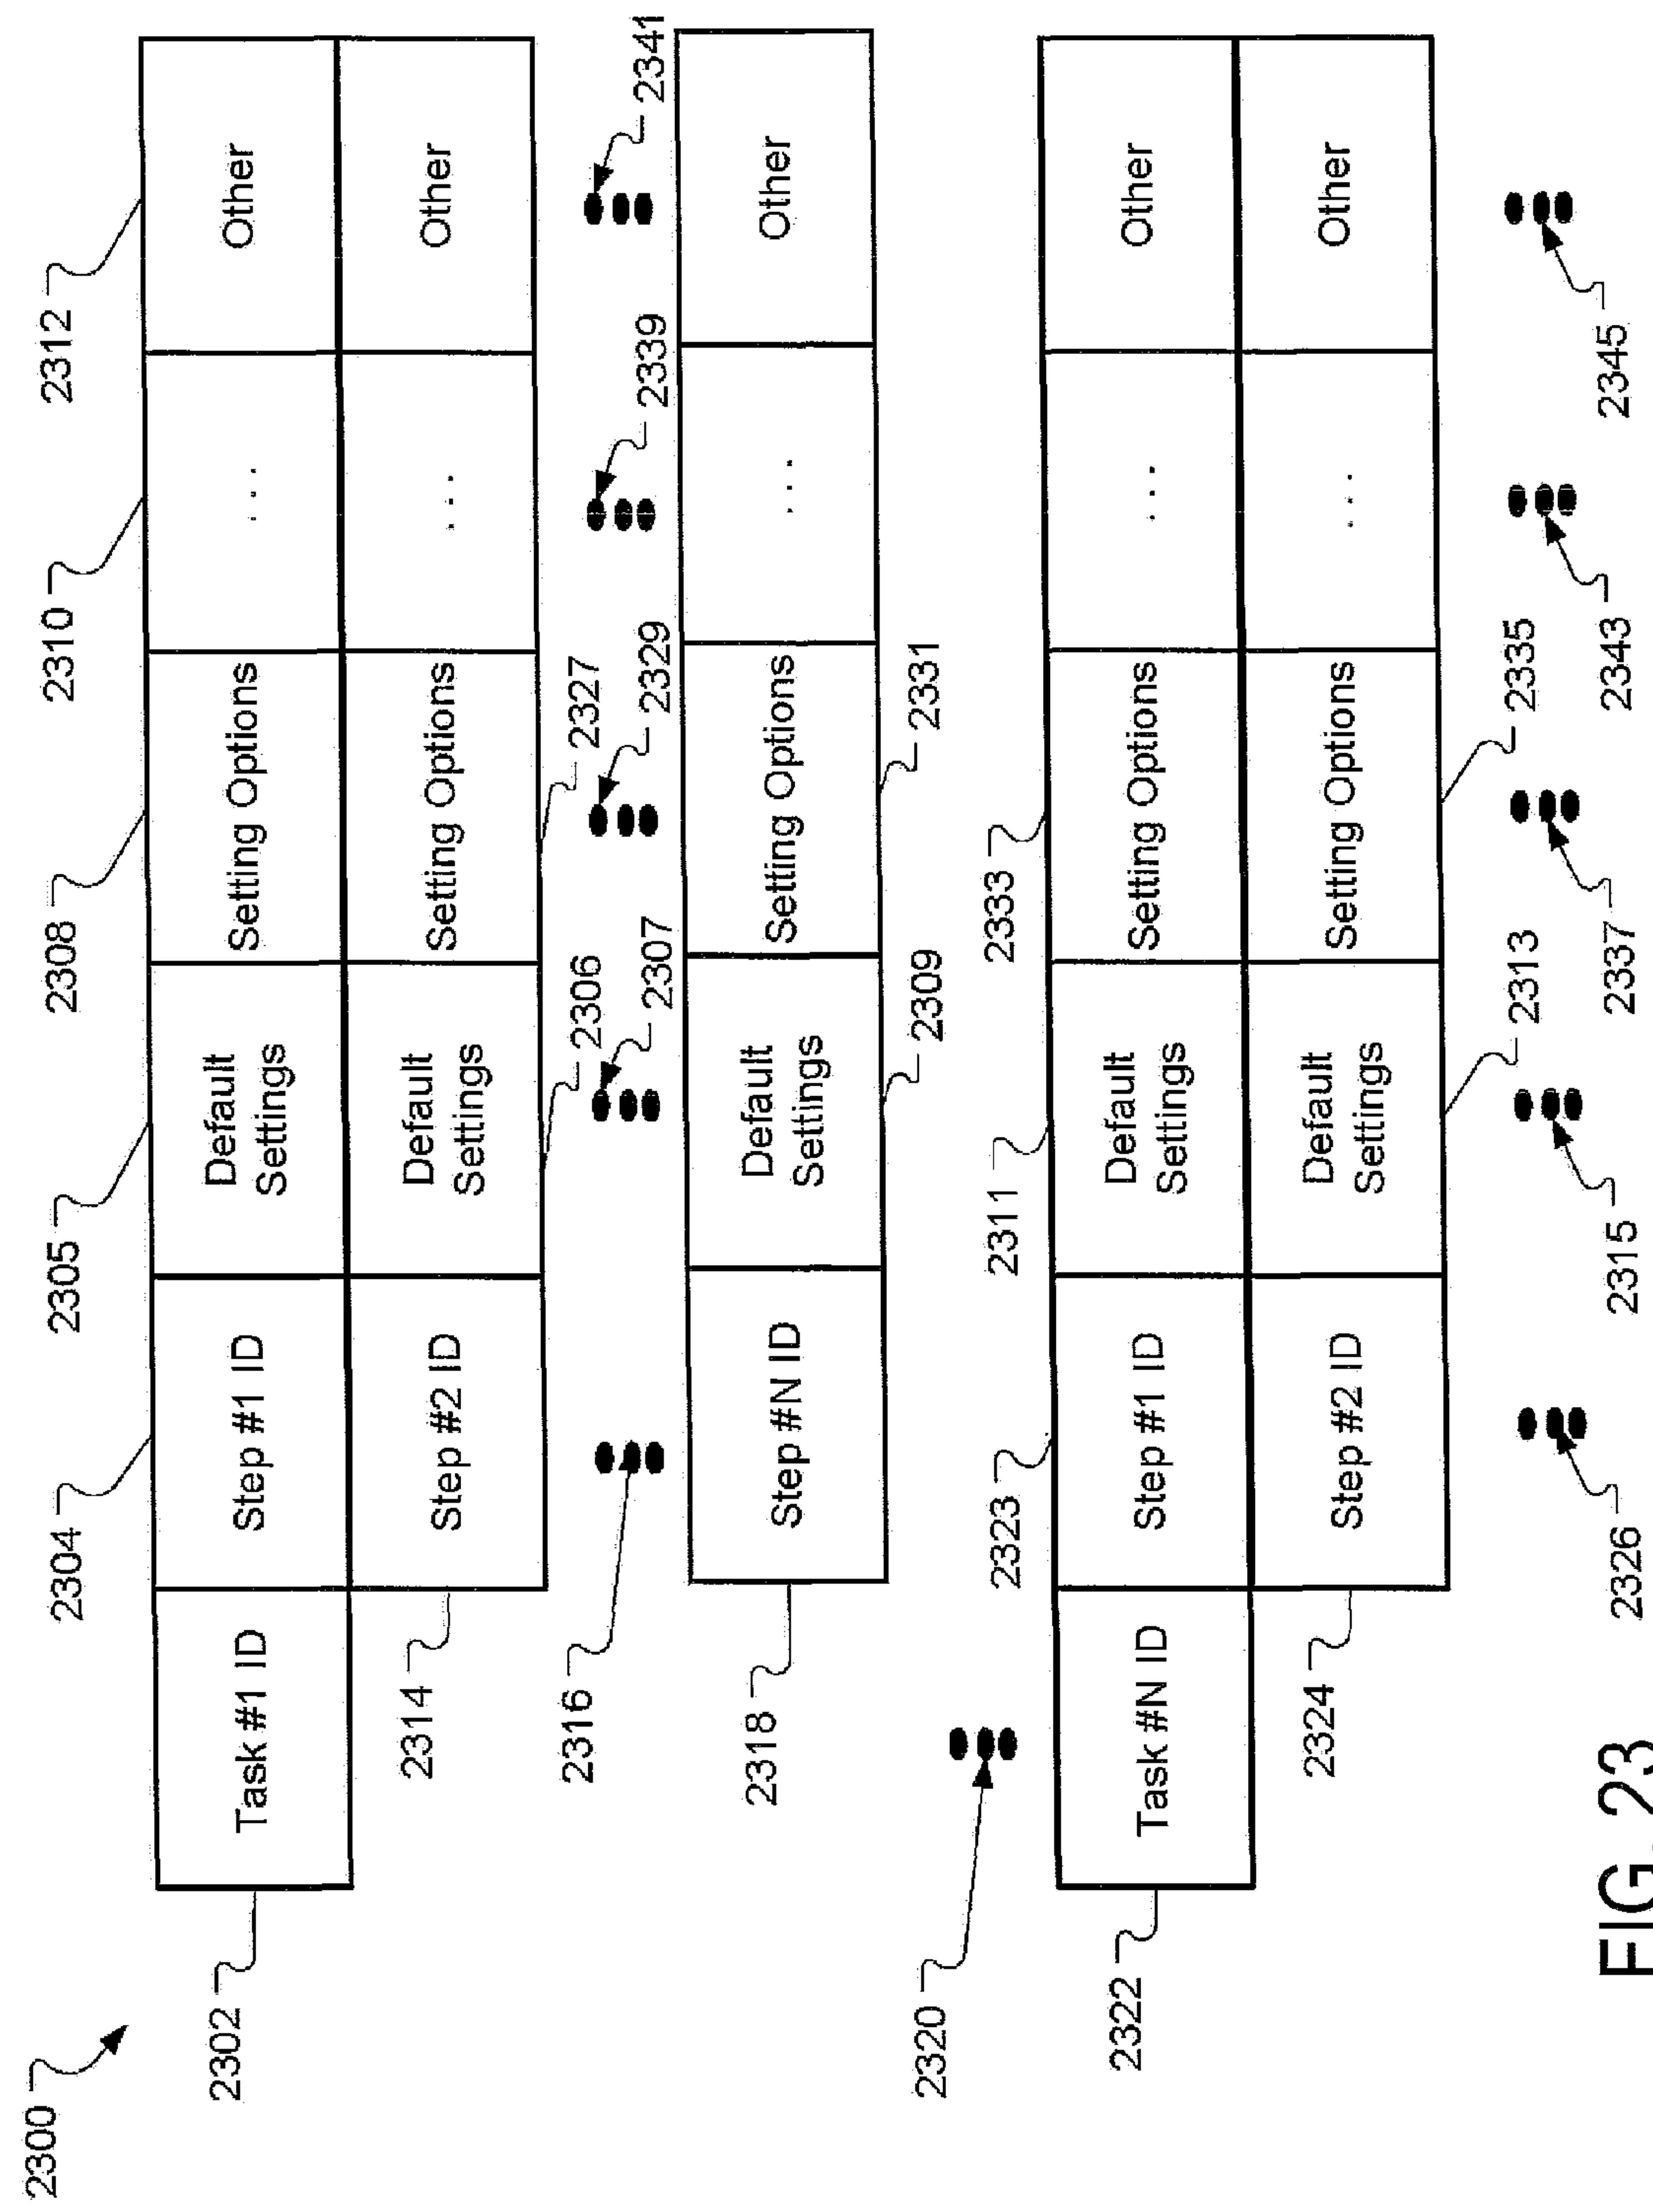 2300
2302
2304
2305
2308
2310
2312
Task #1 ID
Step #1 ID
Default
Settings
Setting Options
. . .
Other
2314
Step #2 ID
Default
Settings
Setting Options
. . .
Other
2306
2327
2316
2307
2329
2339
2341
2318
Step #N ID
Default
Settings
Setting Options
. . .
Other
2309
2331
2320
2323
2311
2333
2322
Task #N ID
Step #1 ID
Default
Settings
Setting Options
. . .
Other
2324
Step #2 ID
Default
Settings
Setting Options
. . .
Other
2313
2335
2326
2315
2337
2343
2345
FIG. 23